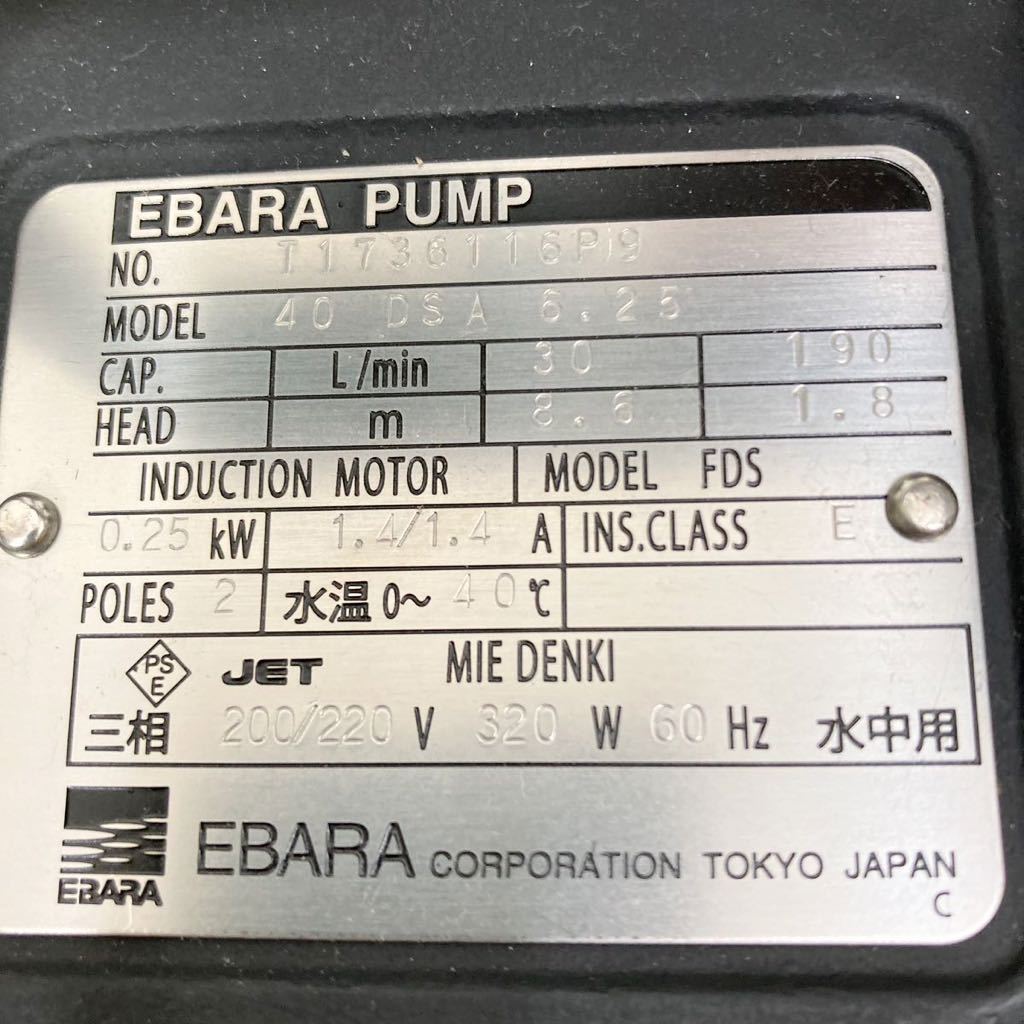 EBARA PUMP
NO. T1736116P19
MODEL 40 DSA 6.25
CAP. L/min 30 190
HEAD m 8.6 1.8
INDUCTION MOTOR MODEL FDS
0.25 kW 1.4/1.4 A INS.CLASS E
POLES 2 水温 0~ 40 ℃
PS E JET MIE DENKI
三相 200/220 V 320 W 60 Hz 水中用
EBARA EBARA CORPORATION TOKYO JAPAN
C